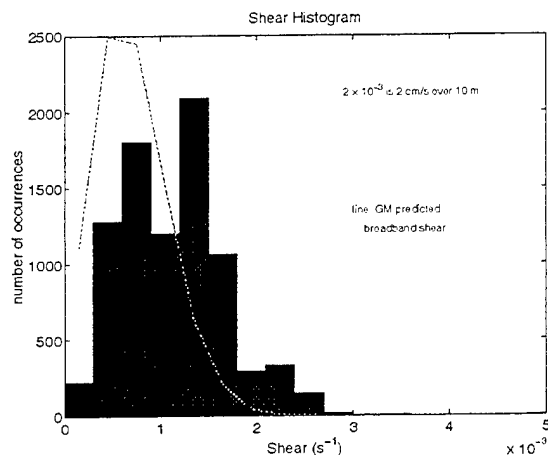 Shear Histogram
2500
2000
1500
1000
500
0
number of occurrences
2 × 10⁻³ is 2 cm/s over 10 m
line GM predicted
broadband shear
0 1 2 3 4 5
× 10⁻³
Shear (s⁻¹)